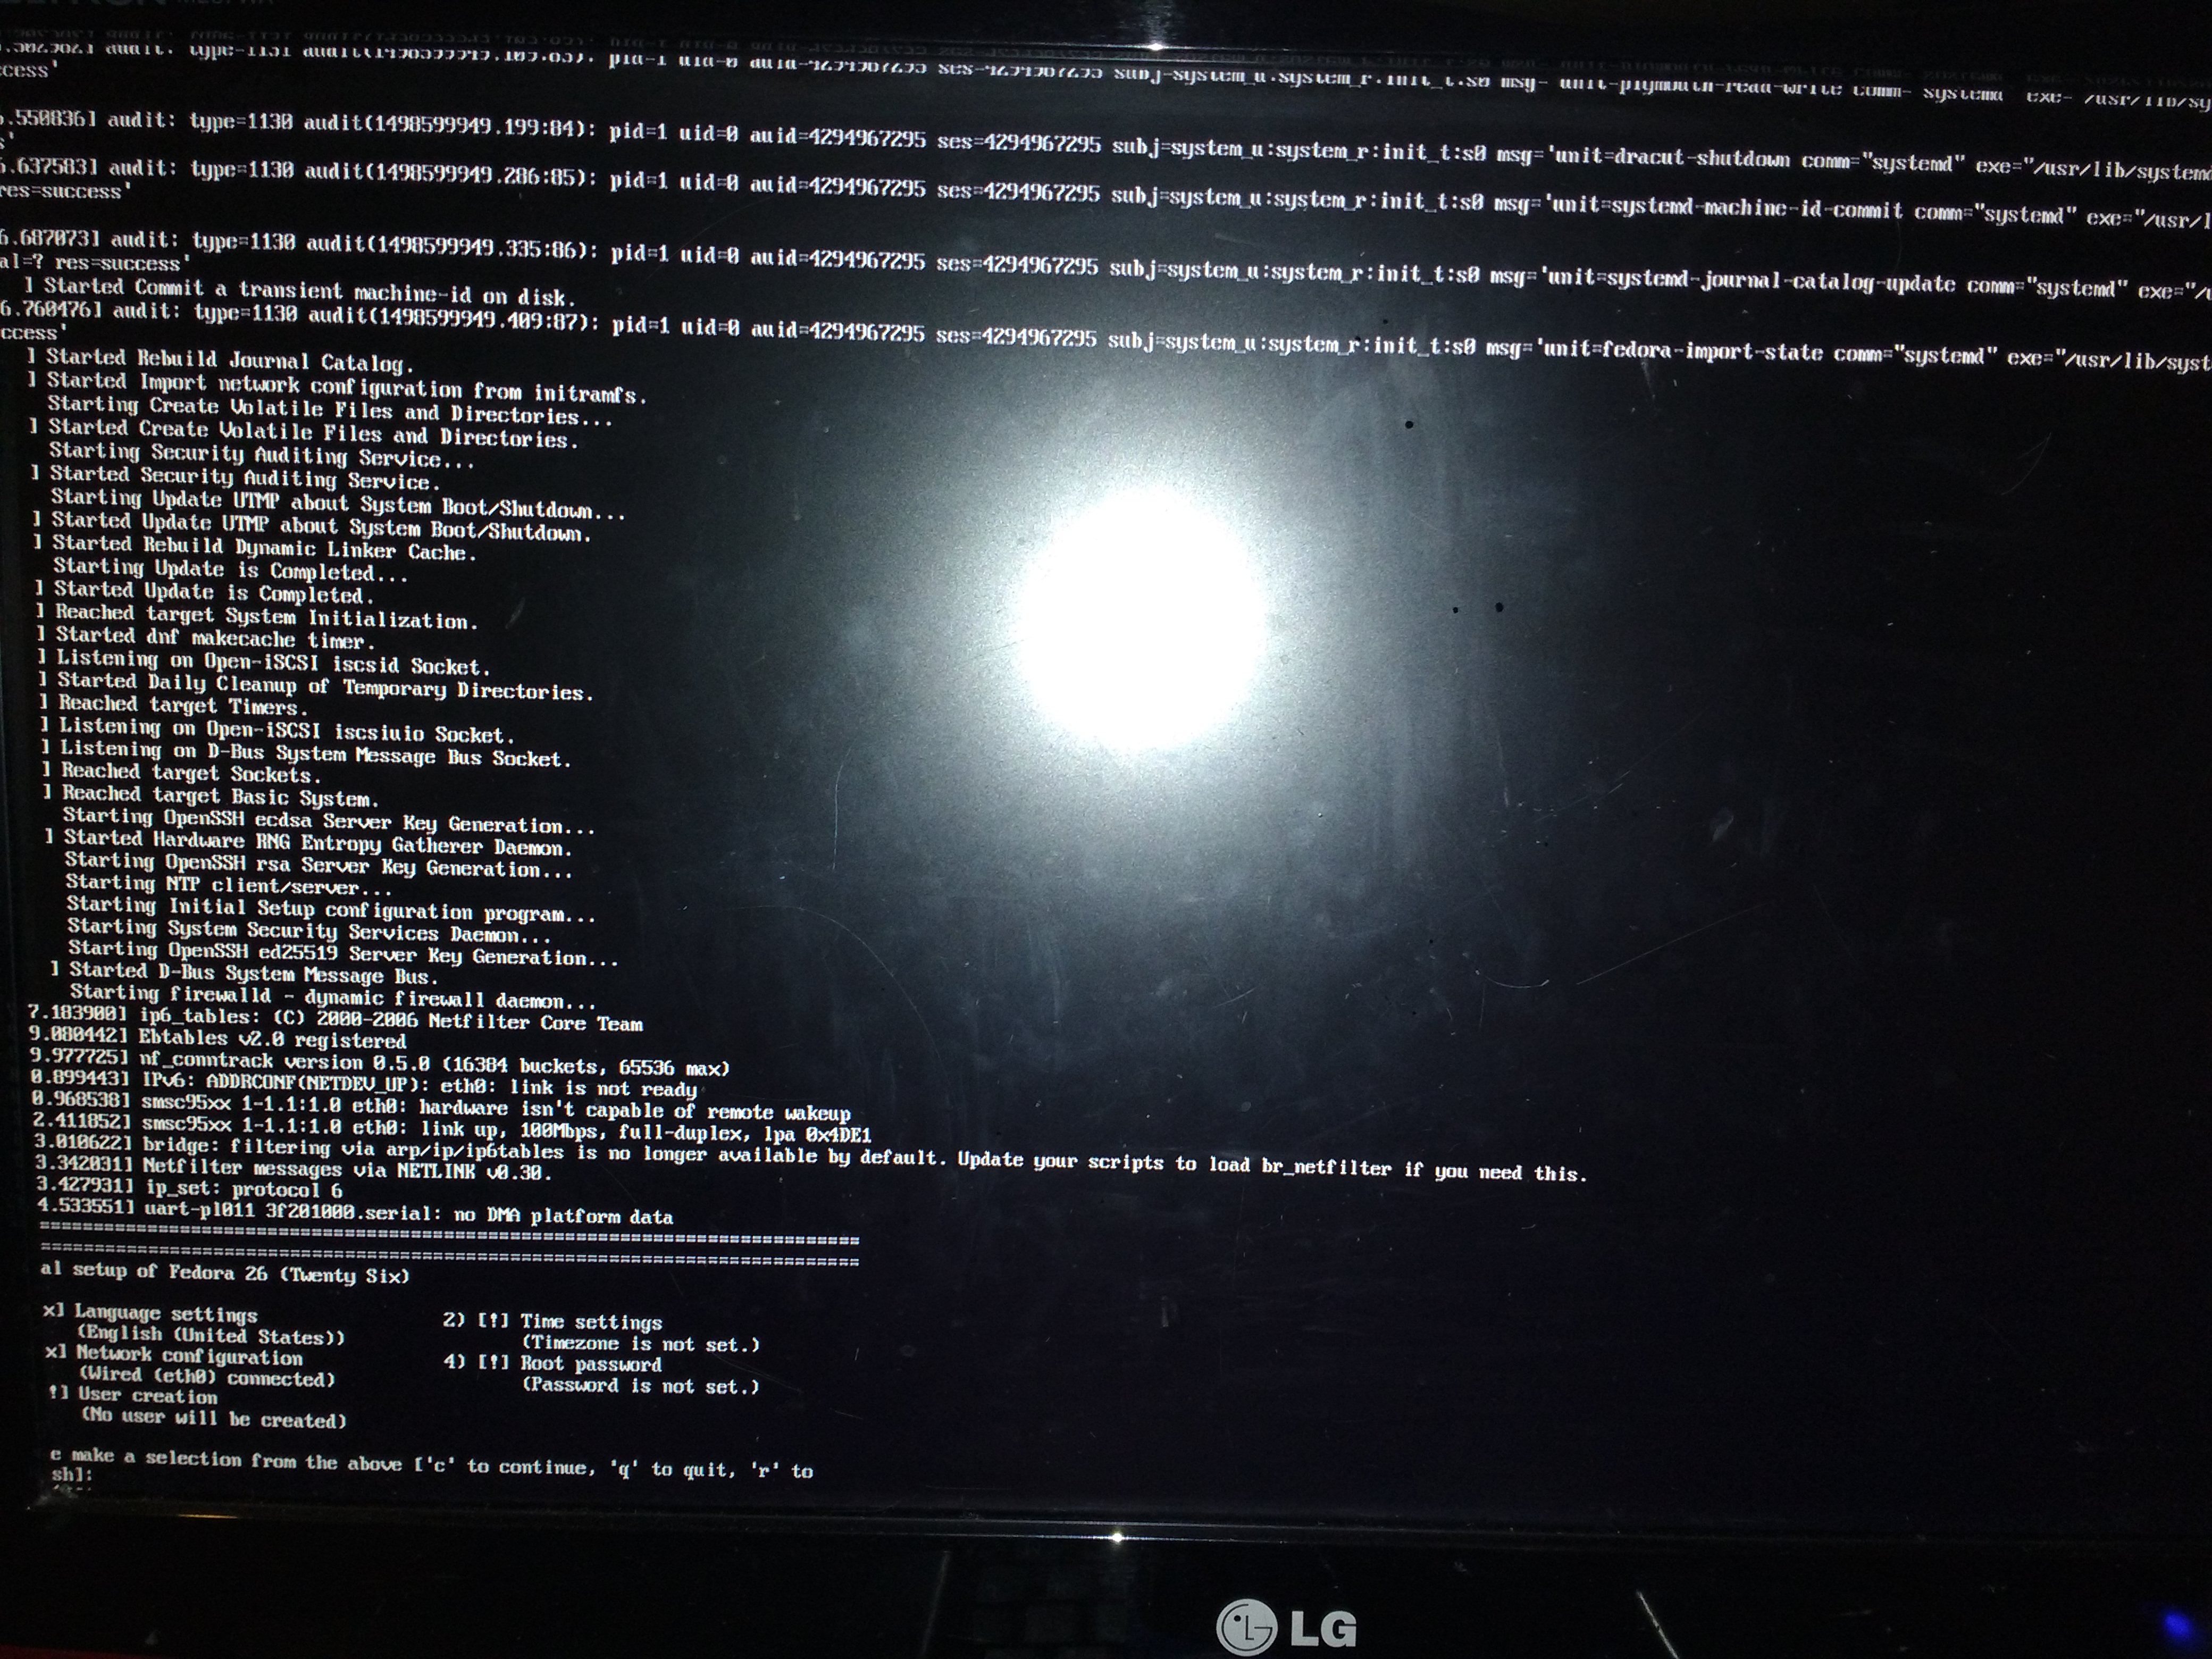 cess'
.550836] audit: type=1130 audit(1498599949.199:84): pid=1 uid=0 auid=4294967295 ses=4294967295 subj=system_u:system_r:init_t:s0 msg='unit=dracut-shutdown comm="systemd" exe="/usr/lib/systemd
s'
6.637583] audit: type=1130 audit(1498599949.286:85): pid=1 uid=0 auid=4294967295 ses=4294967295 subj=system_u:system_r:init_t:s0 msg='unit=systemd-machine-id-commit comm="systemd" exe="/usr/l
res=success'
6.687073] audit: type=1130 audit(1498599949.335:86): pid=1 uid=0 auid=4294967295 ses=4294967295 subj=system_u:system_r:init_t:s0 msg='unit=systemd-journal-catalog-update comm="systemd" exe="/u
al=? res=success'
] Started Commit a transient machine-id on disk.
6.760476] audit: type=1130 audit(1498599949.409:87): pid=1 uid=0 auid=4294967295 ses=4294967295 subj=system_u:system_r:init_t:s0 msg='unit=fedora-import-state comm="systemd" exe="/usr/lib/syst
ccess'
] Started Rebuild Journal Catalog.
] Started Import network configuration from initramfs.
Starting Create Volatile Files and Directories...
] Started Create Volatile Files and Directories.
Starting Security Auditing Service...
] Started Security Auditing Service.
Starting Update UTMP about System Boot/Shutdown...
] Started Update UTMP about System Boot/Shutdown.
] Started Rebuild Dynamic Linker Cache.
Starting Update is Completed...
] Started Update is Completed.
] Reached target System Initialization.
] Started dnf makecache timer.
] Listening on Open-iSCSI iscsid Socket.
] Started Daily Cleanup of Temporary Directories.
] Reached target Timers.
] Listening on Open-iSCSI iscsiuio Socket.
] Listening on D-Bus System Message Bus Socket.
] Reached target Sockets.
] Reached target Basic System.
Starting OpenSSH ecdsa Server Key Generation...
] Started Hardware RNG Entropy Gatherer Daemon.
Starting OpenSSH rsa Server Key Generation...
Starting NTP client/server...
Starting Initial Setup configuration program...
Starting System Security Services Daemon...
Starting OpenSSH ed25519 Server Key Generation...
] Started D-Bus System Message Bus.
Starting firewalld - dynamic firewall daemon...
7.183900] ip6_tables: (C) 2000-2006 Netfilter Core Team
9.080442] Ebtables v2.0 registered
9.977725] nf_conntrack version 0.5.0 (16384 buckets, 65536 max)
0.899443] IPv6: ADDRCONF(NETDEV_UP): eth0: link is not ready
0.968538] smsc95xx 1-1.1:1.0 eth0: hardware isn't capable of remote wakeup
2.411852] smsc95xx 1-1.1:1.0 eth0: link up, 100Mbps, full-duplex, lpa 0x4DE1
3.010622] bridge: filtering via arp/ip/ip6tables is no longer available by default. Update your scripts to load br_netfilter if you need this.
3.342031] Netfilter messages via NETLINK v0.30.
3.427931] ip_set: protocol 6
4.533551] uart-pl011 3f201000.serial: no DMA platform data
================================================================================
================================================================================
al setup of Fedora 26 (Twenty Six)
x] Language settings 2) [!] Time settings
(English (United States)) (Timezone is not set.)
x] Network configuration 4) [!] Root password
(Wired (eth0) connected) (Password is not set.)
!] User creation
(No user will be created)
e make a selection from the above ['c' to continue, 'q' to quit, 'r' to
sh]:
LG